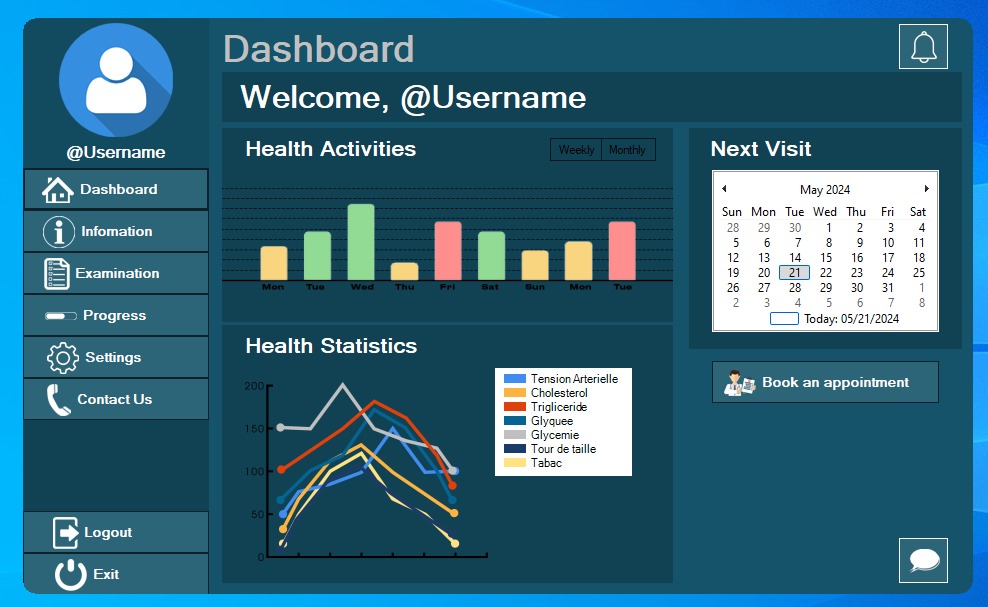 @Username
Dashboard
Infomation
Examination
Progress
Settings
Contact Us
Logout
Exit
Dashboard
Welcome, @Username
Health Activities
Weekly Monthly
Mon Tue Wed Thu Fri Sat Sun Mon Tue
Health Statistics
200
150
100
50
0
Tension Arterielle
Cholesterol
Trigliceride
Glyquee
Glycemie
Tour de taille
Tabac
Next Visit
May 2024
Sun Mon Tue Wed Thu Fri Sat
28 29 30 1 2 3 4
5 6 7 8 9 10 11
12 13 14 15 16 17 18
19 20 21 22 23 24 25
26 27 28 29 30 31 1
2 3 4 5 6 7 8
Today: 05/21/2024
Book an appointment